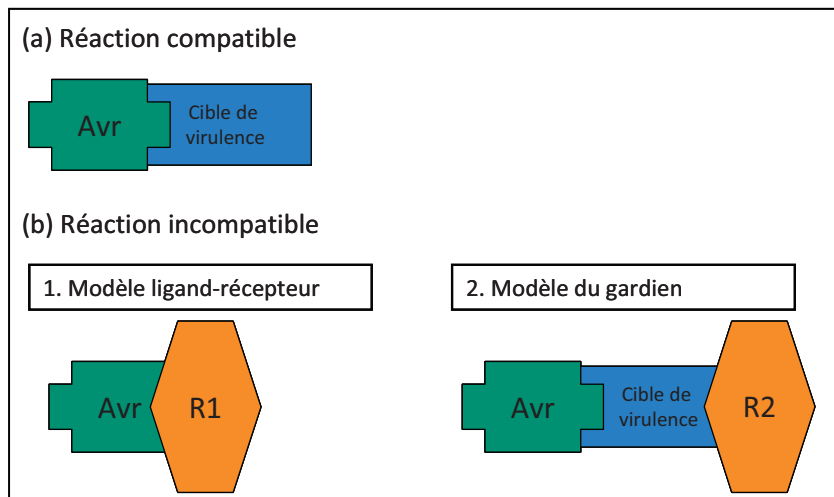 (a) Réaction compatible
Avr
Cible de
virulence
(b) Réaction incompatible
1. Modèle ligand-récepteur
2. Modèle du gardien
Avr
R1
Avr
Cible de
virulence
R2